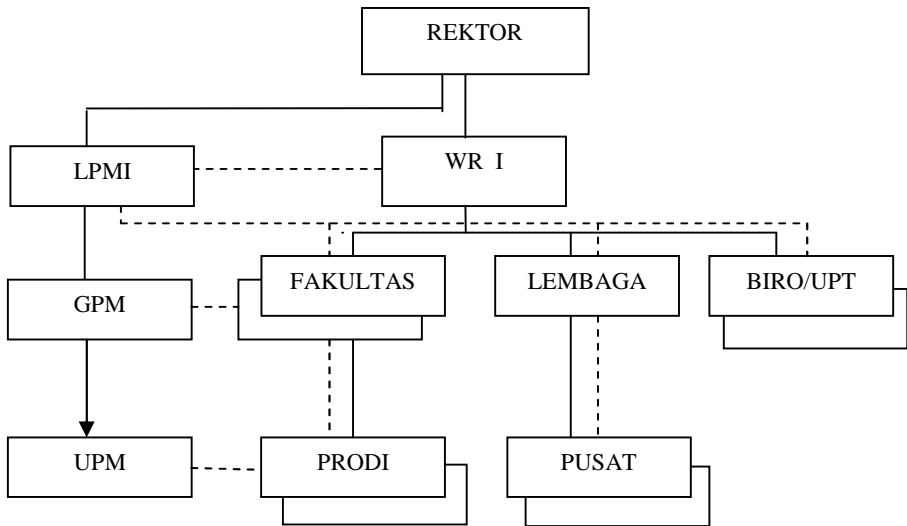 REKTOR
WR I
LPMI
FAKULTAS
LEMBAGA
BIRO/UPT
GPM
UPM
PRODI
PUSAT